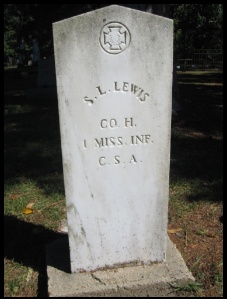 S. L. LEWIS
CO. H.
1 MISS. INF.
C. S. A.